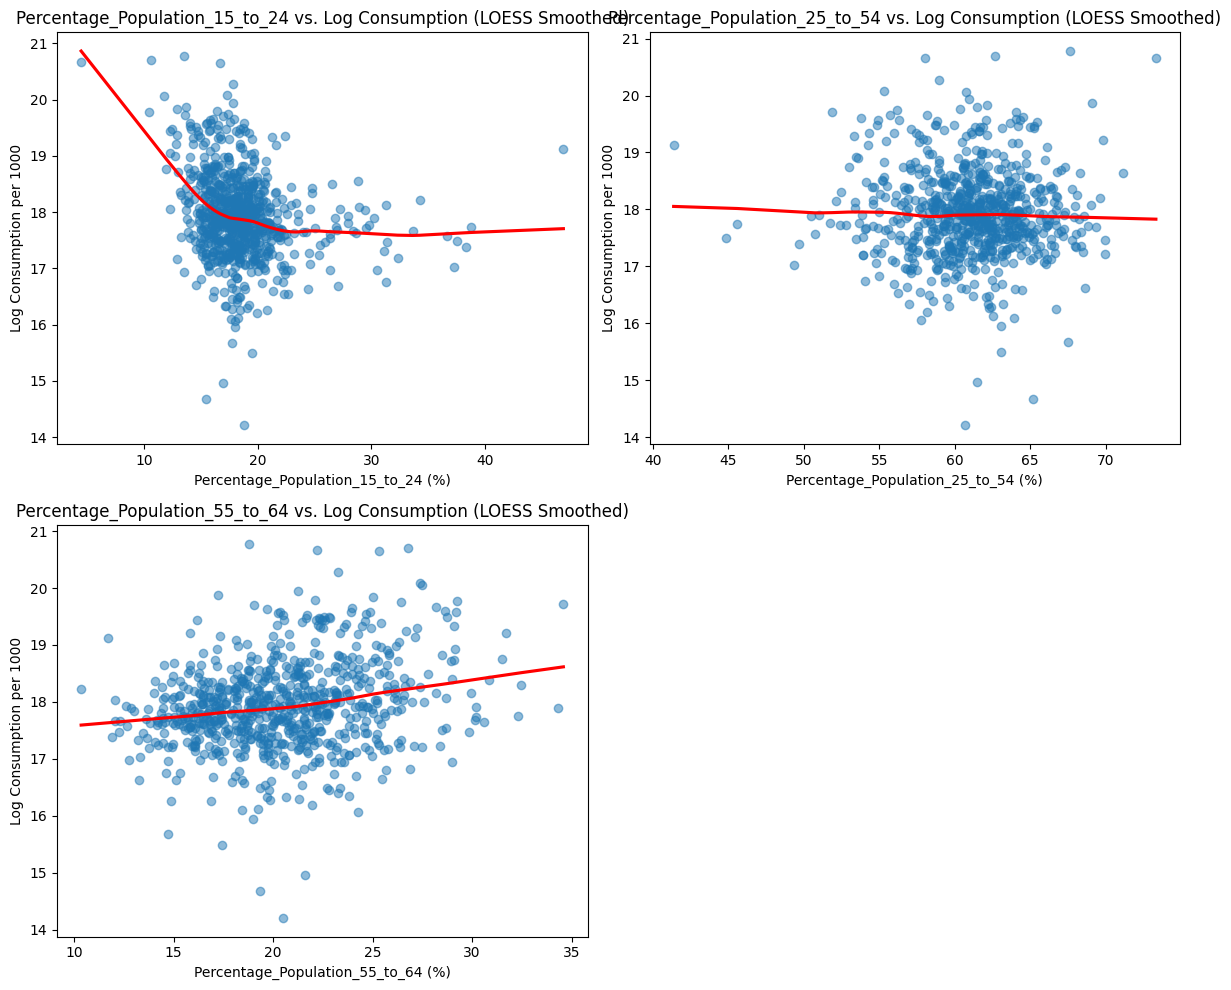 Percentage_Population_15_to_24 vs. Log Consumption (LOESS Smoothed)
21
20
19
18
17
16
15
14
Log Consumption per 1000
10 20 30 40
Percentage_Population_15_to_24 (%)
Percentage_Population_25_to_54 vs. Log Consumption (LOESS Smoothed)
21
20
19
18
17
16
15
14
Log Consumption per 1000
40 45 50 55 60 65 70
Percentage_Population_25_to_54 (%)
Percentage_Population_55_to_64 vs. Log Consumption (LOESS Smoothed)
21
20
19
18
17
16
15
14
Log Consumption per 1000
10 15 20 25 30 35
Percentage_Population_55_to_64 (%)